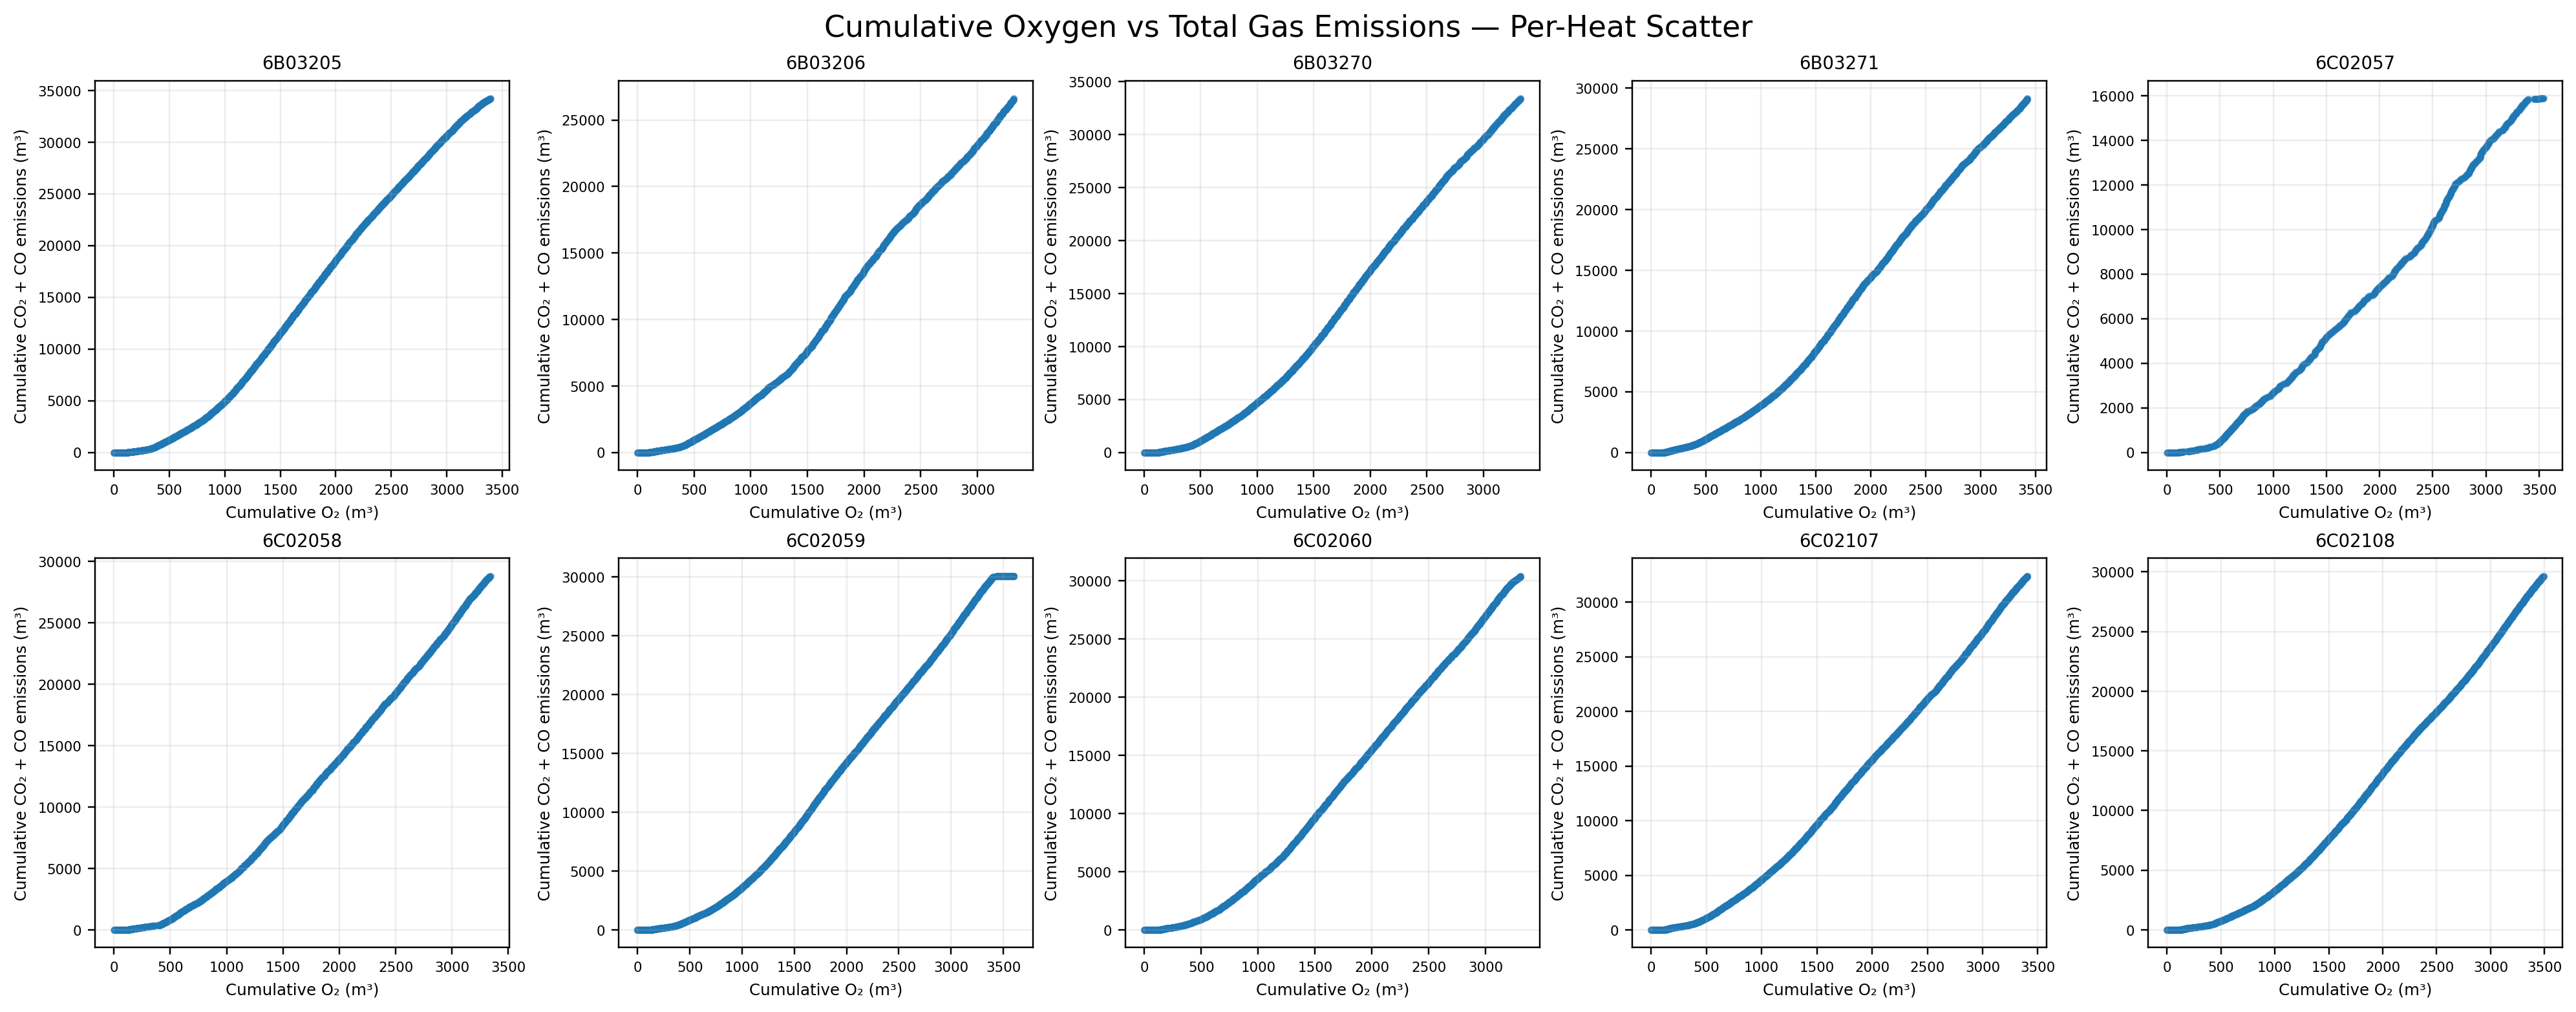 Cumulative Oxygen vs Total Gas Emissions — Per-Heat Scatter
6B03205
Cumulative CO₂ + CO emissions (m³)
35000
30000
25000
20000
15000
10000
5000
0
0 500 1000 1500 2000 2500 3000 3500
Cumulative O₂ (m³)
6B03206
Cumulative CO₂ + CO emissions (m³)
25000
20000
15000
10000
5000
0
0 500 1000 1500 2000 2500 3000
Cumulative O₂ (m³)
6B03270
Cumulative CO₂ + CO emissions (m³)
35000
30000
25000
20000
15000
10000
5000
0
0 500 1000 1500 2000 2500 3000
Cumulative O₂ (m³)
6B03271
Cumulative CO₂ + CO emissions (m³)
30000
25000
20000
15000
10000
5000
0
0 500 1000 1500 2000 2500 3000 3500
Cumulative O₂ (m³)
6C02057
Cumulative CO₂ + CO emissions (m³)
16000
14000
12000
10000
8000
6000
4000
2000
0
0 500 1000 1500 2000 2500 3000 3500
Cumulative O₂ (m³)
6C02058
Cumulative CO₂ + CO emissions (m³)
30000
25000
20000
15000
10000
5000
0
0 500 1000 1500 2000 2500 3000 3500
Cumulative O₂ (m³)
6C02059
Cumulative CO₂ + CO emissions (m³)
30000
25000
20000
15000
10000
5000
0
0 500 1000 1500 2000 2500 3000 3500
Cumulative O₂ (m³)
6C02060
Cumulative CO₂ + CO emissions (m³)
30000
25000
20000
15000
10000
5000
0
0 500 1000 1500 2000 2500 3000
Cumulative O₂ (m³)
6C02107
Cumulative CO₂ + CO emissions (m³)
30000
25000
20000
15000
10000
5000
0
0 500 1000 1500 2000 2500 3000 3500
Cumulative O₂ (m³)
6C02108
Cumulative CO₂ + CO emissions (m³)
30000
25000
20000
15000
10000
5000
0
0 500 1000 1500 2000 2500 3000 3500
Cumulative O₂ (m³)